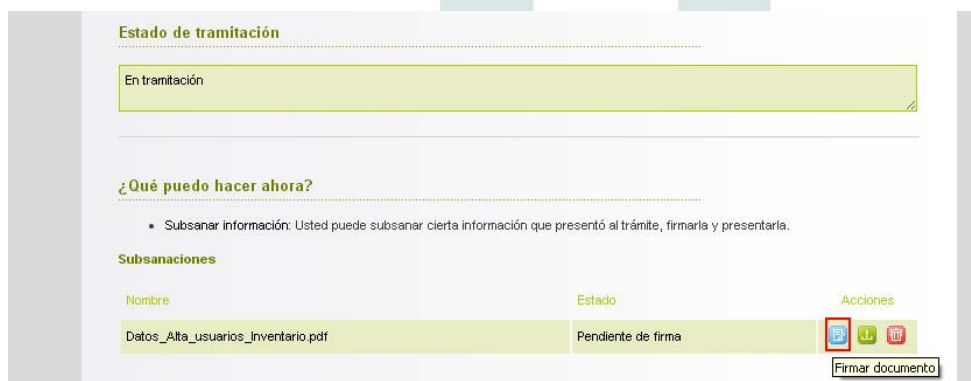 Estado de tramitación
En tramitación
¿Qué puedo hacer ahora?
• Subsanar información: Usted puede subsanar cierta información que presentó al trámite, firmarla y presentarla.
Subsanaciones
Nombre Estado Acciones
Datos_Alta_usuarios_Inventario.pdf Pendiente de firma
Firmar documento